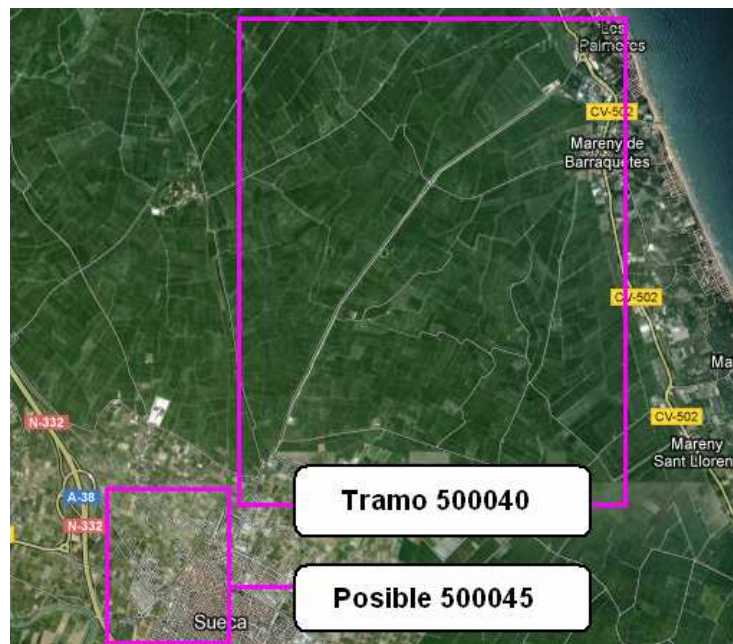 Les
Palmeres
CV-502
Mareny de
Barraquetes
CV-502
Ma
N-332
CV-502
Mareny
Sant Lloren
A-38
Tramo 500040
N-332
Posible 500045
Sueca